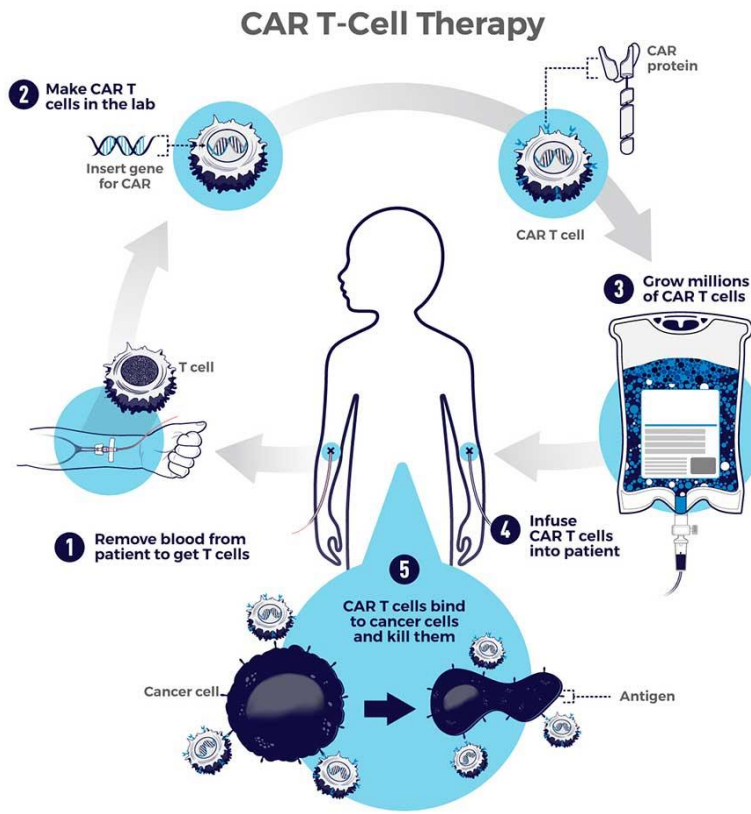 CAR T-Cell Therapy
CAR
protein
2 Make CAR T
cells in the lab
Insert gene
for CAR
CAR T cell
3 Grow millions
of CAR T cells
T cell
1 Remove blood from
patient to get T cells
4 Infuse
CAR T cells
into patient
5
CAR T cells bind
to cancer cells
and kill them
Cancer cell
Antigen